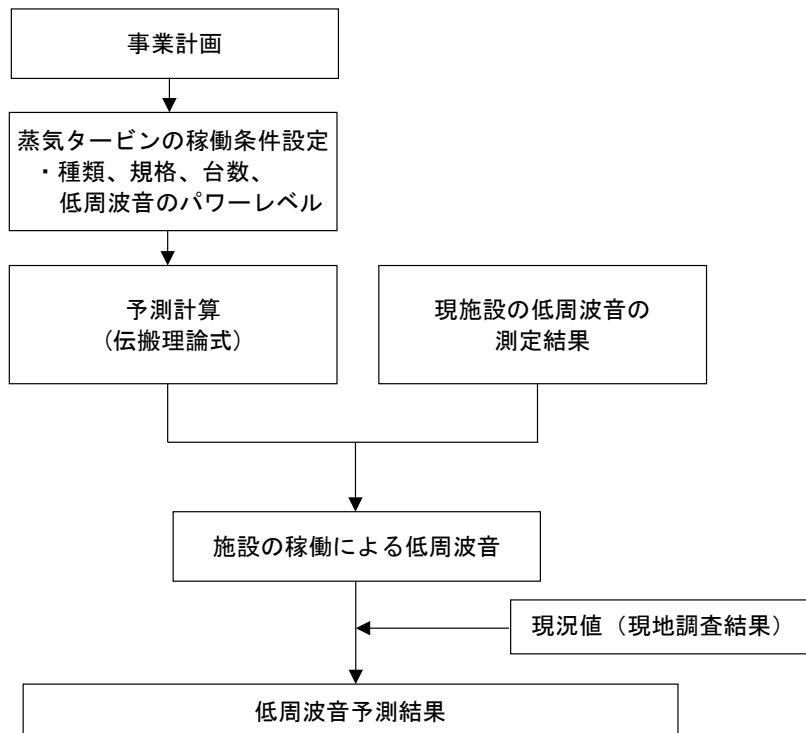 事業計画
蒸気タービンの稼働条件設定
・種類、規格、台数、
低周波音のパワーレベル
予測計算
（伝搬理論式）
現施設の低周波音の
測定結果
施設の稼働による低周波音
現況値（現地調査結果）
低周波音予測結果